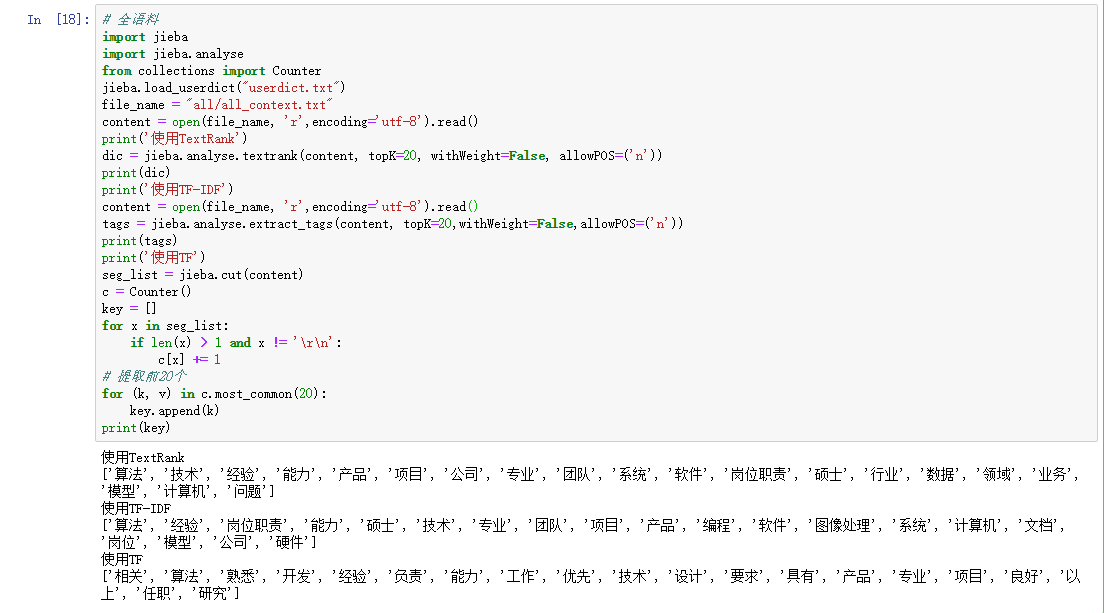 In [18]:
# 全语料
import jieba
import jieba.analyse
from collections import Counter
jieba.load_userdict("userdict.txt")
file_name = "all/all_context.txt"
content = open(file_name, 'r',encoding='utf-8').read()
print('使用TextRank')
dic = jieba.analyse.textrank(content, topK=20, withWeight=False, allowPOS=('n'))
print(dic)
print('使用TF-IDF')
content = open(file_name, 'r',encoding='utf-8').read()
tags = jieba.analyse.extract_tags(content, topK=20,withWeight=False,allowPOS=('n'))
print(tags)
print('使用TF')
seg_list = jieba.cut(content)
c = Counter()
key = []
for x in seg_list:
    if len(x) > 1 and x != '\r\n':
        c[x] += 1
# 提取前20个
for (k, v) in c.most_common(20):
    key.append(k)
print(key)
使用TextRank
['算法', '技术', '经验', '能力', '产品', '项目', '公司', '专业', '团队', '系统', '软件', '岗位职责', '硕士', '行业', '数据', '领域', '业务',
'模型', '计算机', '问题']
使用TF-IDF
['算法', '经验', '岗位职责', '能力', '硕士', '技术', '专业', '团队', '项目', '产品', '编程', '软件', '图像处理', '系统', '计算机', '文档',
'岗位', '模型', '公司', '硬件']
使用TF
['相关', '算法', '熟悉', '开发', '经验', '负责', '能力', '工作', '优先', '技术', '设计', '要求', '具有', '产品', '专业', '项目', '良好', '以
上', '任职', '研究']